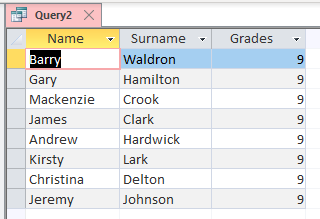 Query2
Name Surname Grades
Barry Waldron 9
Gary Hamilton 9
Mackenzie Crook 9
James Clark 9
Andrew Hardwick 9
Kirsty Lark 9
Christina Delton 9
Jeremy Johnson 9